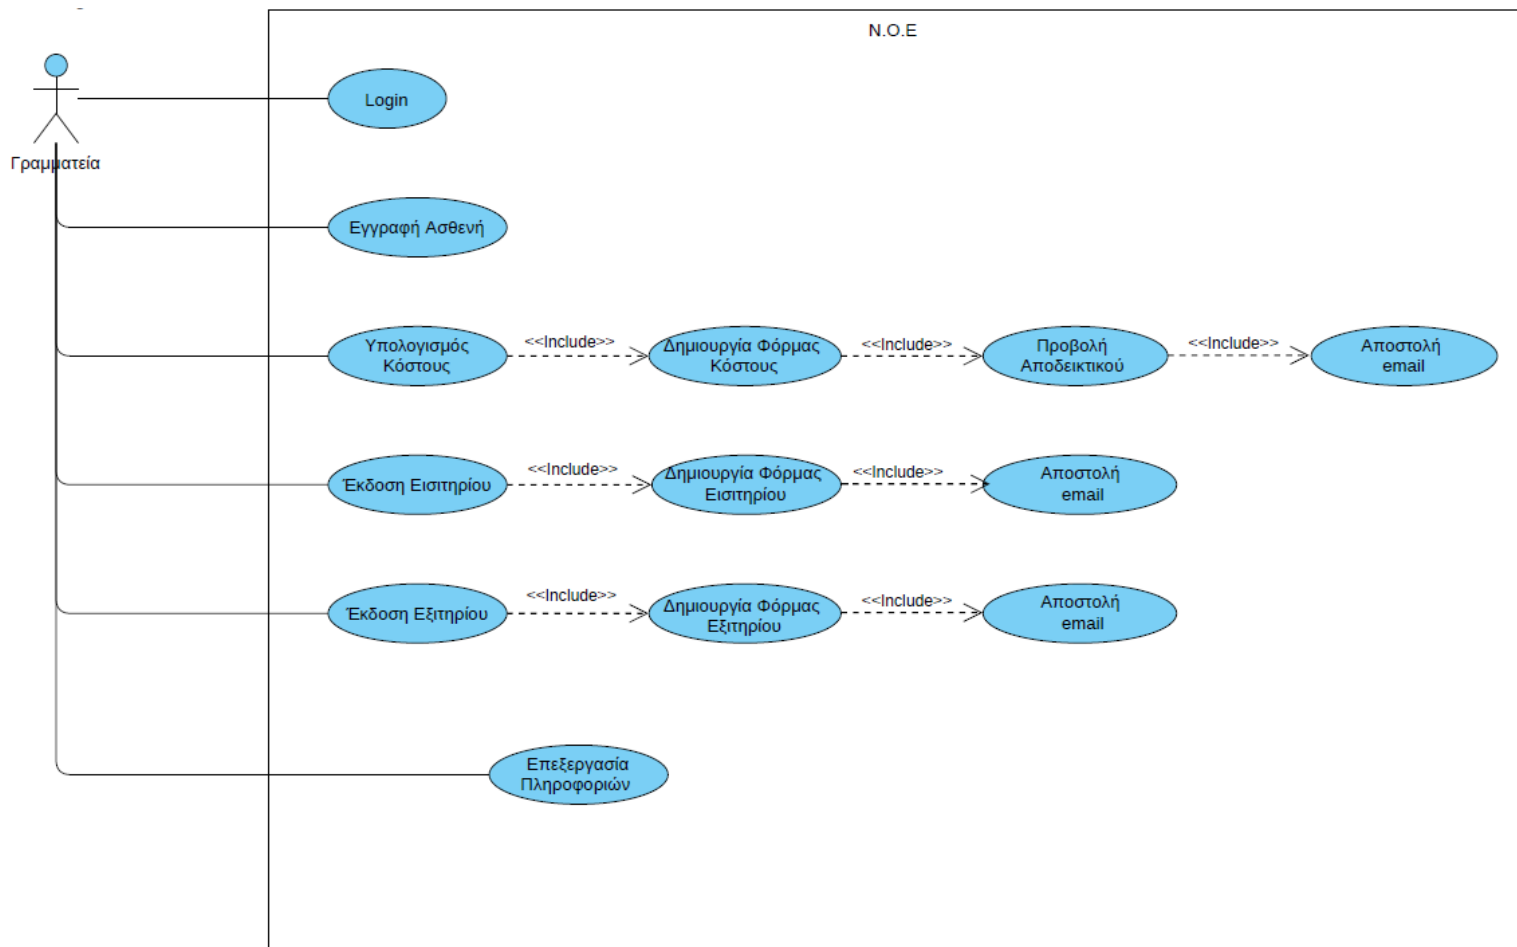 N.O.E
Login
Γραμματεία
Εγγραφή Ασθενή
Υπολογισμός
Κόστους
<<Include>>
Δημιουργία Φόρμας
Κόστους
<<Include>>
Προβολή
Αποδεικτικού
<<Include>>
Αποστολή
email
Έκδοση Εισιτηρίου
<<Include>>
Δημιουργία Φόρμας
Εισιτηρίου
<<Include>>
Αποστολή
email
Έκδοση Εξιτηρίου
<<Include>>
Δημιουργία Φόρμας
Εξιτηρίου
<<Include>>
Αποστολή
email
Επεξεργασία
Πληροφοριών